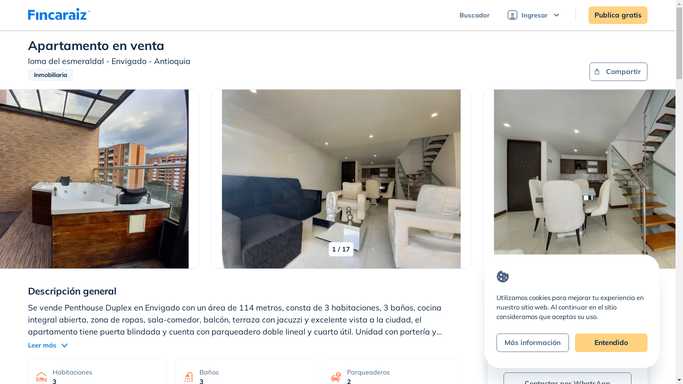 Fincaraiz
Buscador
Ingresar
Publica gratis
Apartamento en venta
loma del esmeraldal - Envigado - Antioquia
Inmobiliaria
Compartir
1 / 17
Descripción general
Se vende Penthouse Duplex en Envigado con un área de 114 metros, consta de 3 habitaciones, 3 baños, cocina
integral abierta, zona de ropas, sala-comedor, balcón, terraza con jacuzzi y excelente vista a la ciudad, el
apartamento tiene puerta blindada y cuenta con parqueadero doble lineal y cuarto útil. Unidad con portería y...
Leer más
Habitaciones
3
Baños
3
Parqueaderos
2
Utilizamos cookies para mejorar tu experiencia en
nuestro sitio web. Al continuar en el sitio
consideramos que aceptas su uso.
Más información
Entendido
Contactar por WhatsApp